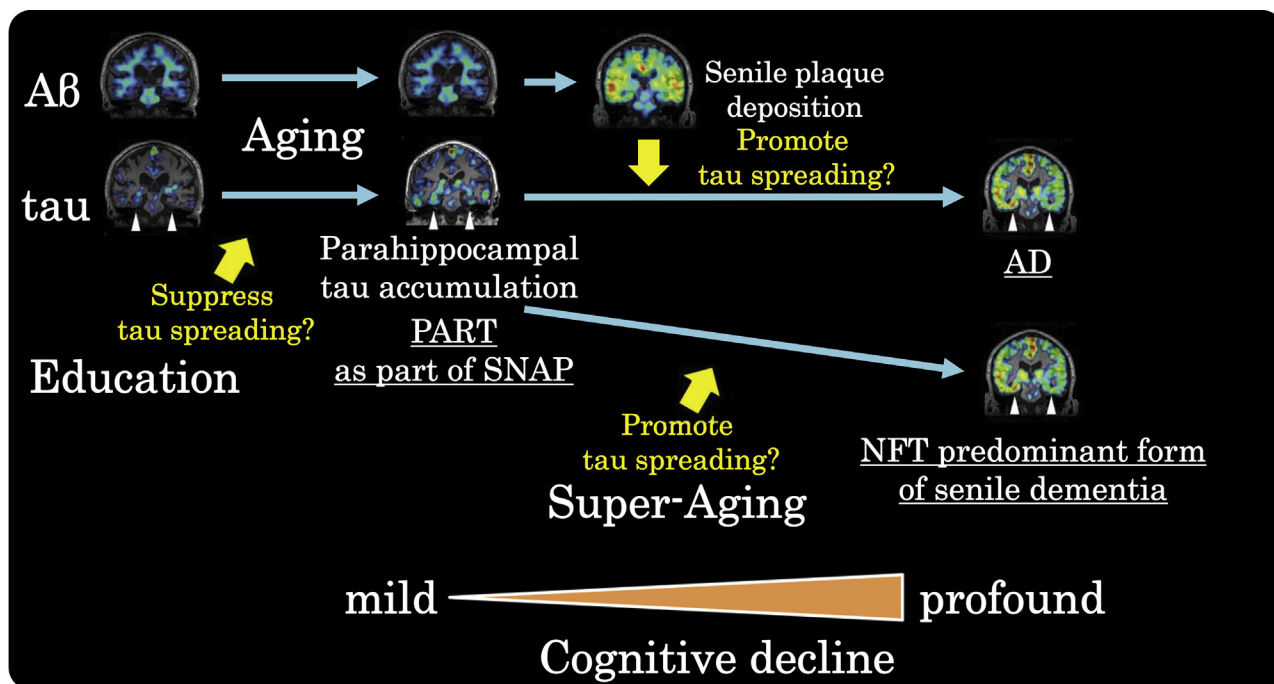 Aβ
Aging
tau
Senile plaque
deposition
Promote
tau spreading?
Suppress
tau spreading?
Education
Parahippocampal
tau accumulation
PART
as part of SNAP
AD
Promote
tau spreading?
Super-Aging
NFT predominant form
of senile dementia
mild
profound
Cognitive decline